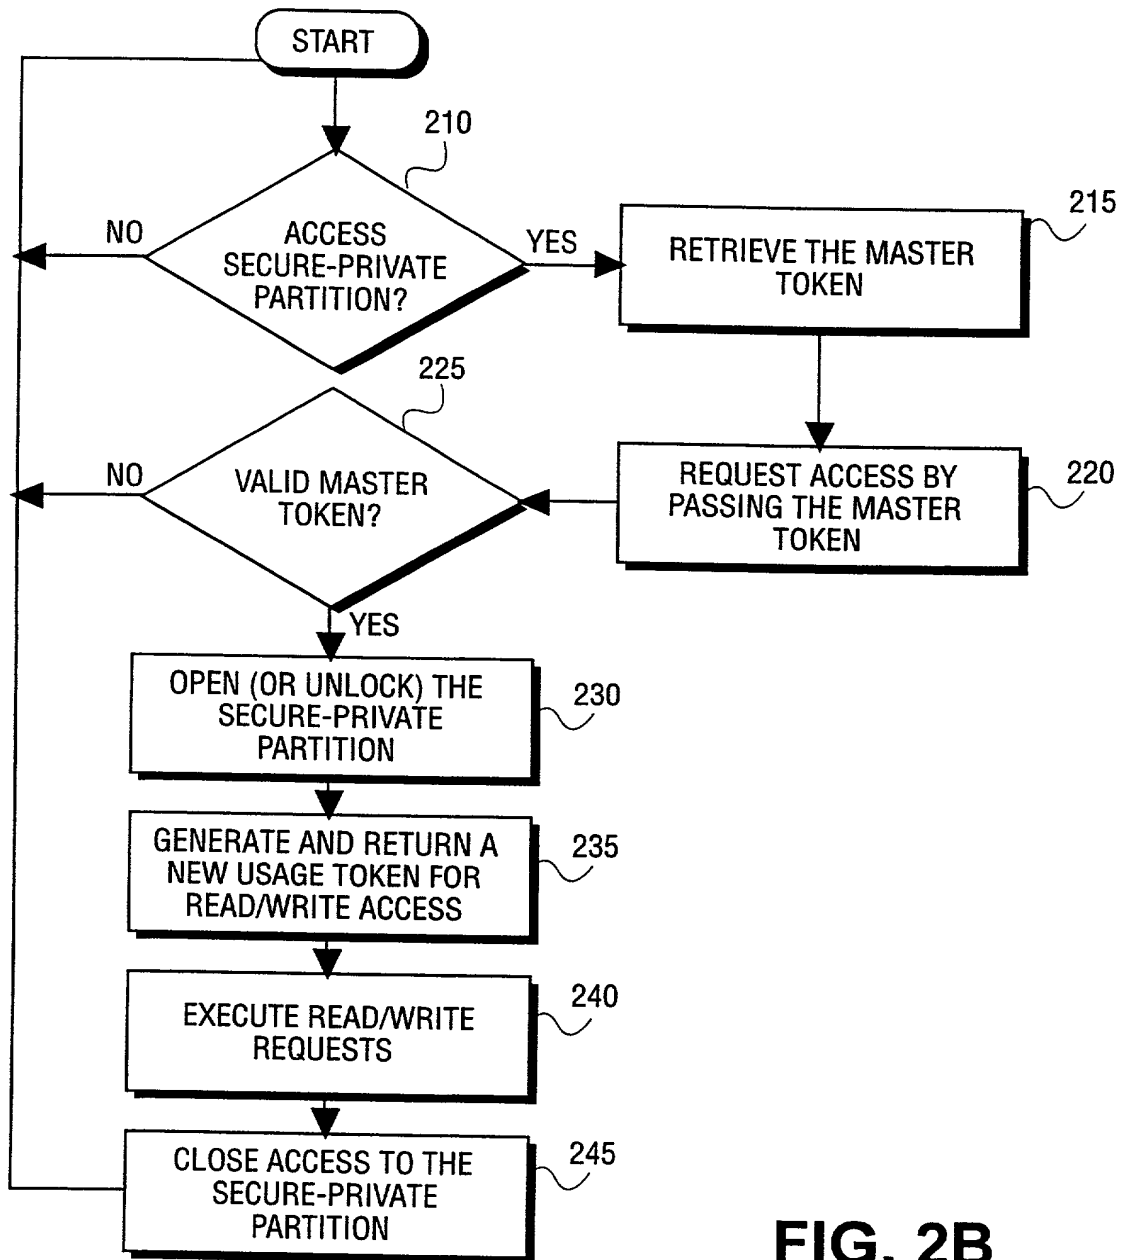 START
210
ACCESS
SECURE-PRIVATE
PARTITION?
NO
YES
215
RETRIEVE THE MASTER
TOKEN
220
REQUEST ACCESS BY
PASSING THE MASTER
TOKEN
225
VALID MASTER
TOKEN?
NO
YES
230
OPEN (OR UNLOCK) THE
SECURE-PRIVATE
PARTITION
235
GENERATE AND RETURN A
NEW USAGE TOKEN FOR
READ/WRITE ACCESS
240
EXECUTE READ/WRITE
REQUESTS
245
CLOSE ACCESS TO THE
SECURE-PRIVATE
PARTITION
FIG. 2B